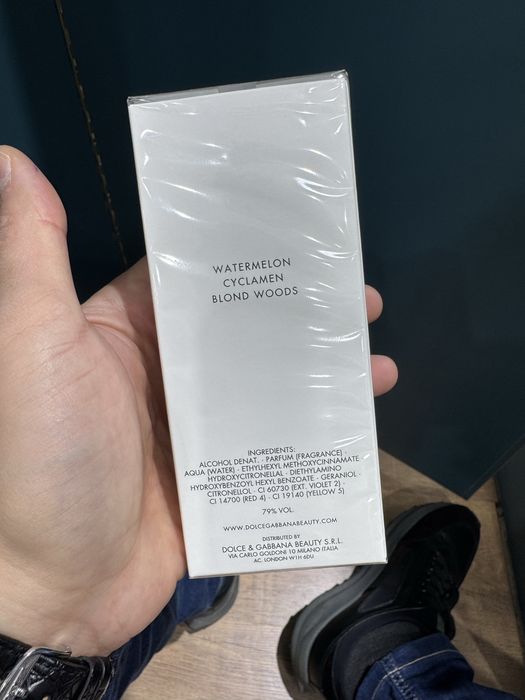 WATERMELON
CYCLAMEN
BLOND WOODS
INGREDIENTS:
ALCOHOL DENAT. · PARFUM (FRAGRANCE) ·
AQUA (WATER) · ETHYLHEXYL METHOXYCINNAMATE ·
HYDROXYCITRONELLAL · DIETHYLAMINO
HYDROXYBENZOYL HEXYL BENZOATE · GERANIOL ·
CITRONELLOL · CI 60730 (EXT. VIOLET 2) ·
CI 14700 (RED 4) · CI 19140 (YELLOW 5)
79% VOL.
WWW.DOLCEGABBANABEAUTY.COM
DISTRIBUTED BY
DOLCE & GABBANA BEAUTY S.R.L.
VIA CARLO GOLDONI 10 MILANO ITALIA
AC. LONDON W1H 6DU